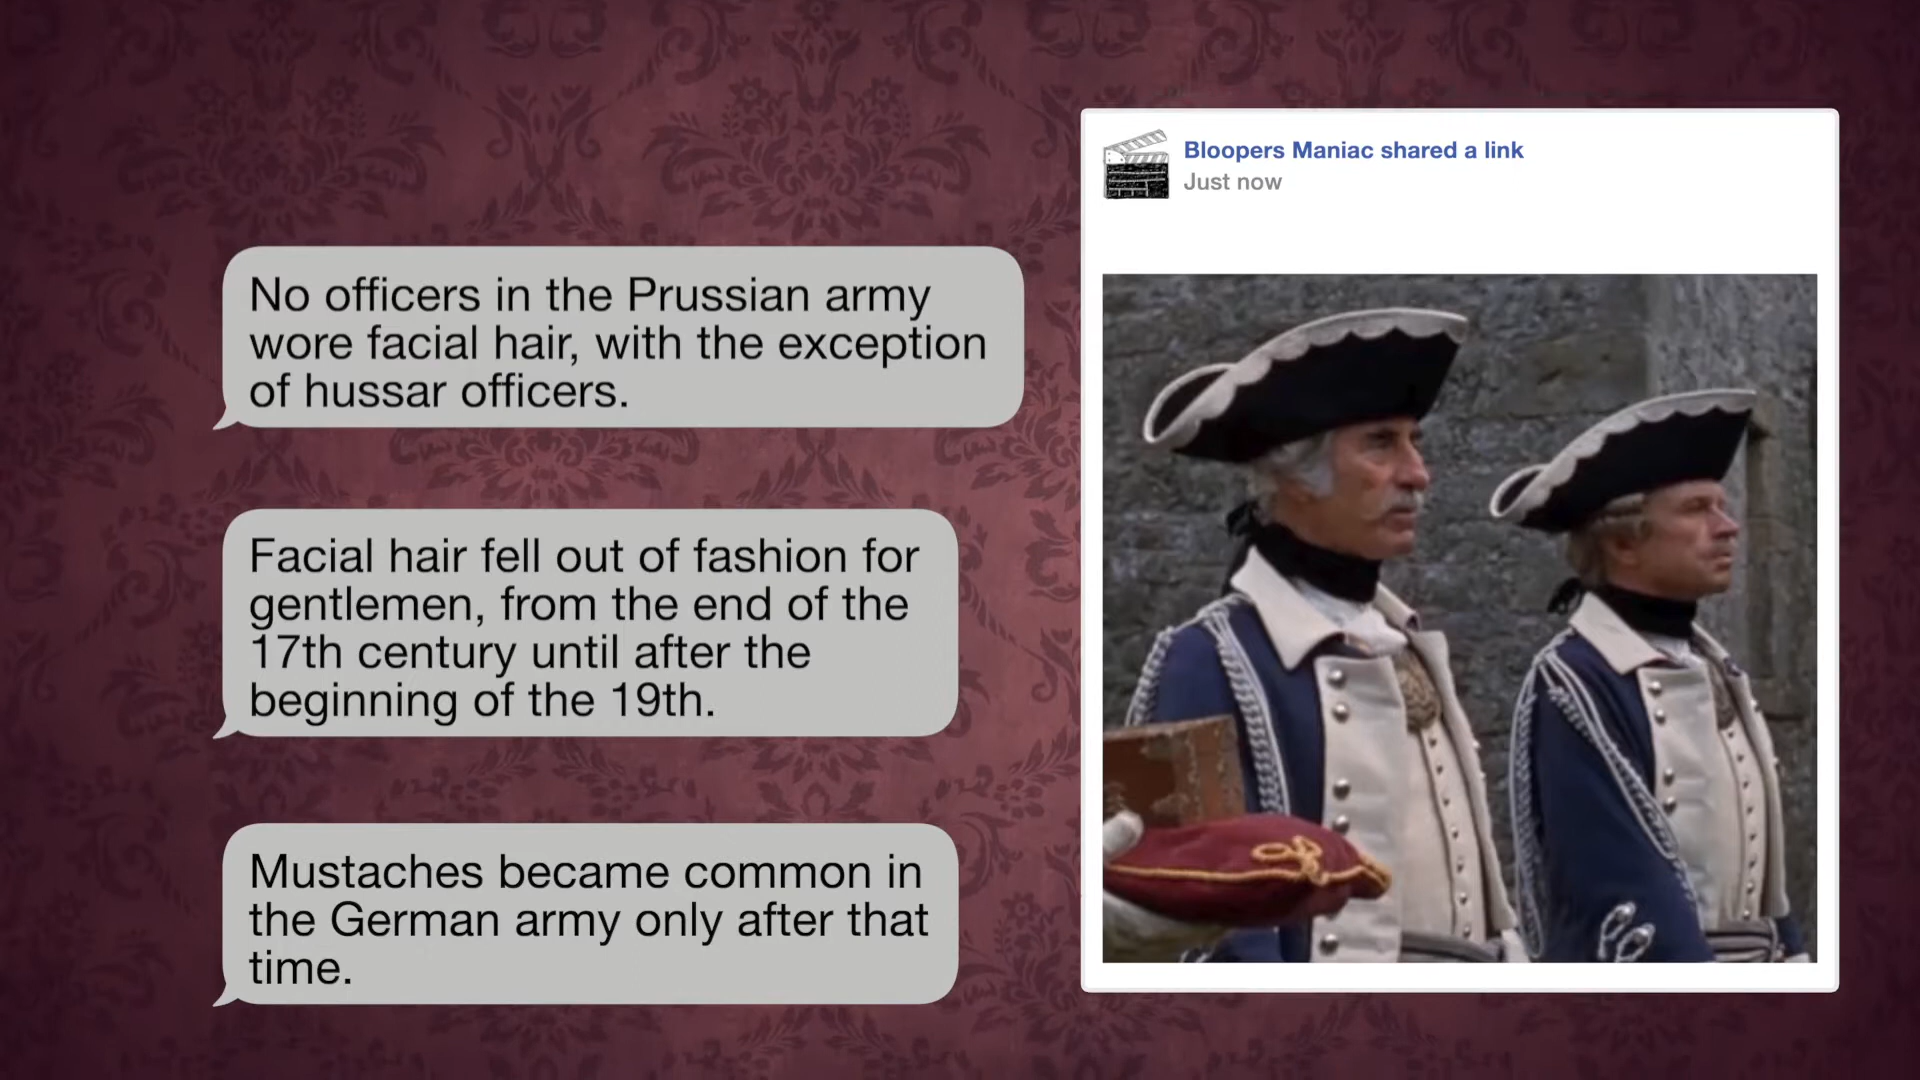 Bloopers Maniac shared a link
Just now
No officers in the Prussian army
wore facial hair, with the exception
of hussar officers.
Facial hair fell out of fashion for
gentlemen, from the end of the
17th century until after the
beginning of the 19th.
Mustaches became common in
the German army only after that
time.